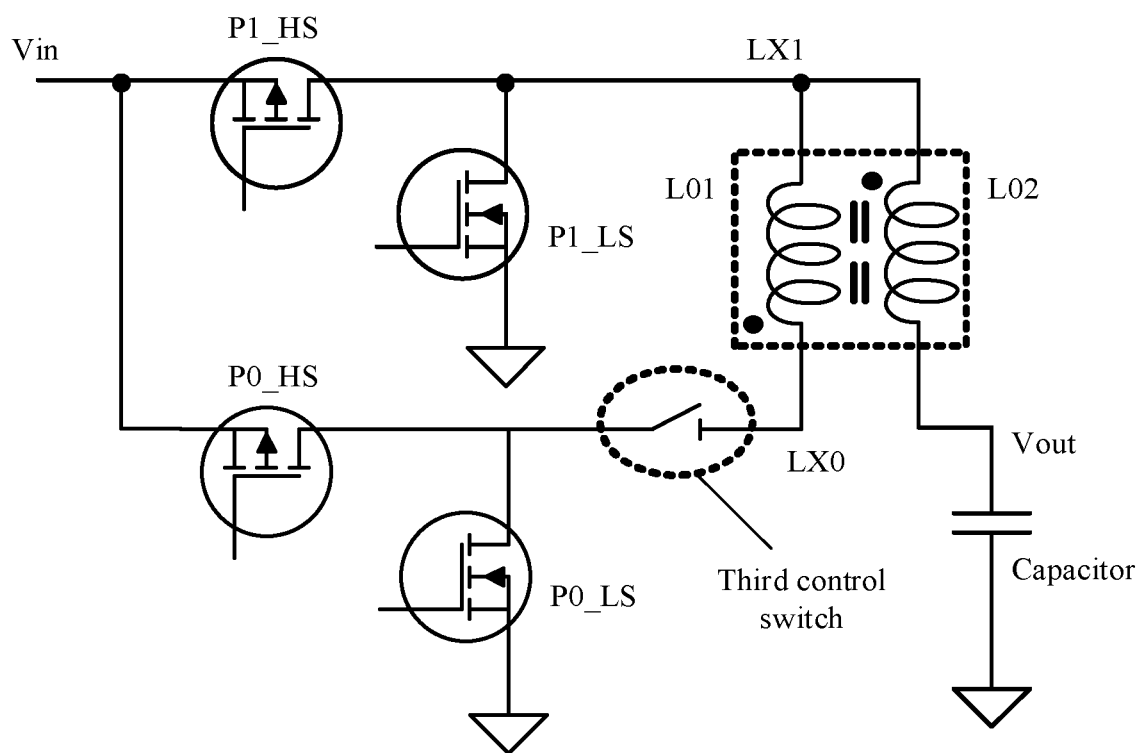 P1_HS
Vin
LX1
L01
L02
P1_LS
P0_HS
LX0
Vout
Third control
switch
Capacitor
P0_LS